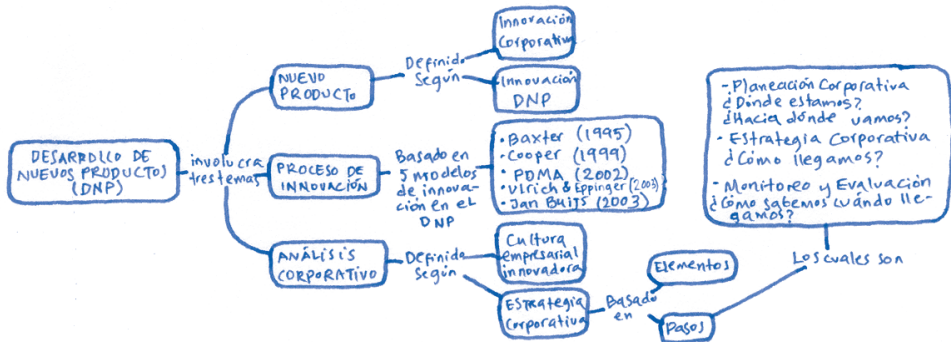 DESARROLLO DE
NUEVOS PRODUCTOS
(DNP)
involucra
tres temas
NUEVO
PRODUCTO
Definido
Según
Innovación
Corporativa
Innovación
DNP
PROCESO DE
INNOVACIÓN
Basado en
5 modelos
de innova-
ción en el
DNP
• Baxter (1995)
• Cooper (1999)
• PDMA (2002)
• Ulrich & Eppinger (2003)
• Jan Buijs (2003)
ANÁLISIS
CORPORATIVO
Definido
Según
Cultura
empresarial
innovadora
Estrategia
Corporativa
Basado
en
Elementos
Pasos
Los cuales son
- Planeación Corporativa
¿Dónde estamos?
¿Hacia dónde vamos?
- Estrategia Corporativa
¿Cómo llegamos?
- Monitoreo y Evaluación
¿Cómo sabemos cuándo lle-
gamos?